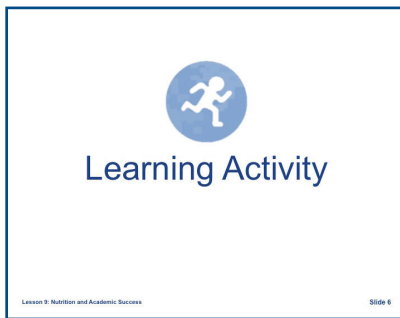 Learning Activity
Lesson 9: Nutrition and Academic Success
Slide 6